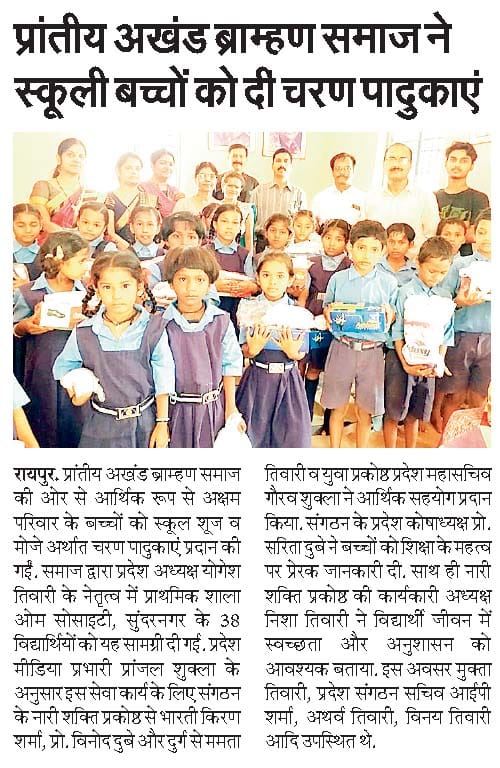 प्रांतीय अखंड ब्राम्हण समाज ने
स्कूली बच्चों को दी चरण पादुकाएं
रायपुर. प्रांतीय अखंड ब्राम्हण समाज
की ओर से आर्थिक रूप से अक्षम
परिवार के बच्चों को स्कूल शूज व
मोजे अर्थात चरण पादुकाएं प्रदान की
गईं. समाज द्वारा प्रदेश अध्यक्ष योगेश
तिवारी के नेतृत्व में प्राथमिक शाला
ओम सोसाइटी, सुंदरनगर के 38
विद्यार्थियों को यह सामग्री दी गई. प्रदेश
मीडिया प्रभारी प्रांजल शुक्ला के
अनुसार इस सेवा कार्य के लिए संगठन
के नारी शक्ति प्रकोष्ठ से भारती किरण
शर्मा, प्रो. विनोद दुबे और दुर्ग से ममता
तिवारी व युवा प्रकोष्ठ प्रदेश महासचिव
गौरव शुक्ला ने आर्थिक सहयोग प्रदान
किया. संगठन के प्रदेश कोषाध्यक्ष प्रो.
सरिता दुबे ने बच्चों को शिक्षा के महत्व
पर प्रेरक जानकारी दी. साथ ही नारी
शक्ति प्रकोष्ठ की कार्यकारी अध्यक्ष
निशा तिवारी ने विद्यार्थी जीवन में
स्वच्छता और अनुशासन को
आवश्यक बताया. इस अवसर मुक्ता
तिवारी, प्रदेश संगठन सचिव आईपी
शर्मा, अथर्व तिवारी, विनय तिवारी
आदि उपस्थित थे.